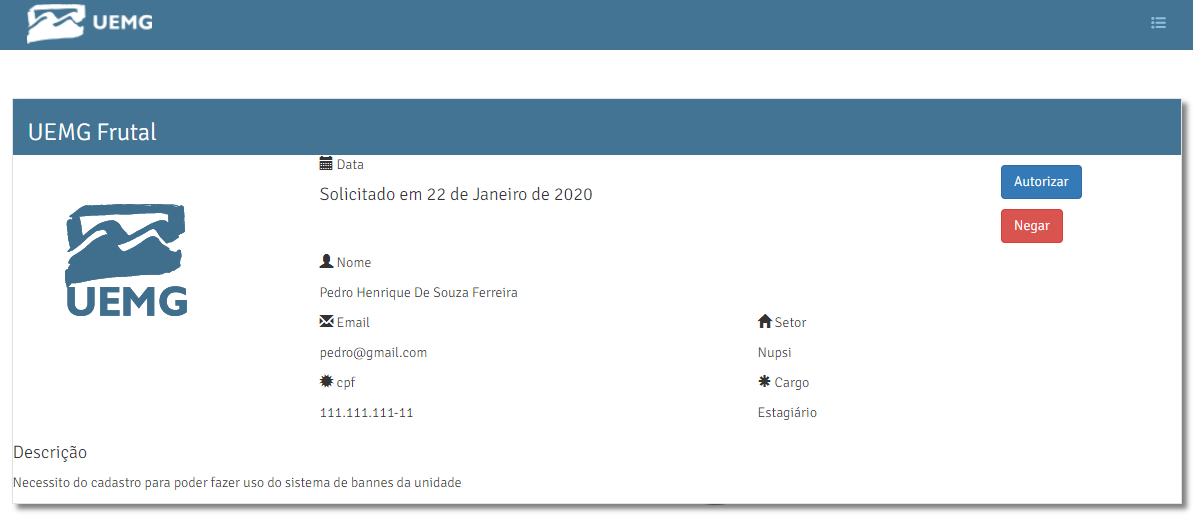 UEMG
UEMG Frutal
Data
Solicitado em 22 de Janeiro de 2020
Autorizar
Negar
UEMG
Nome
Pedro Henrique De Souza Ferreira
Email
Setor
pedro@gmail.com
Nupsi
cpf
Cargo
111.111.111-11
Estagiário
Descrição
Necessito do cadastro para poder fazer uso do sistema de bannes da unidade